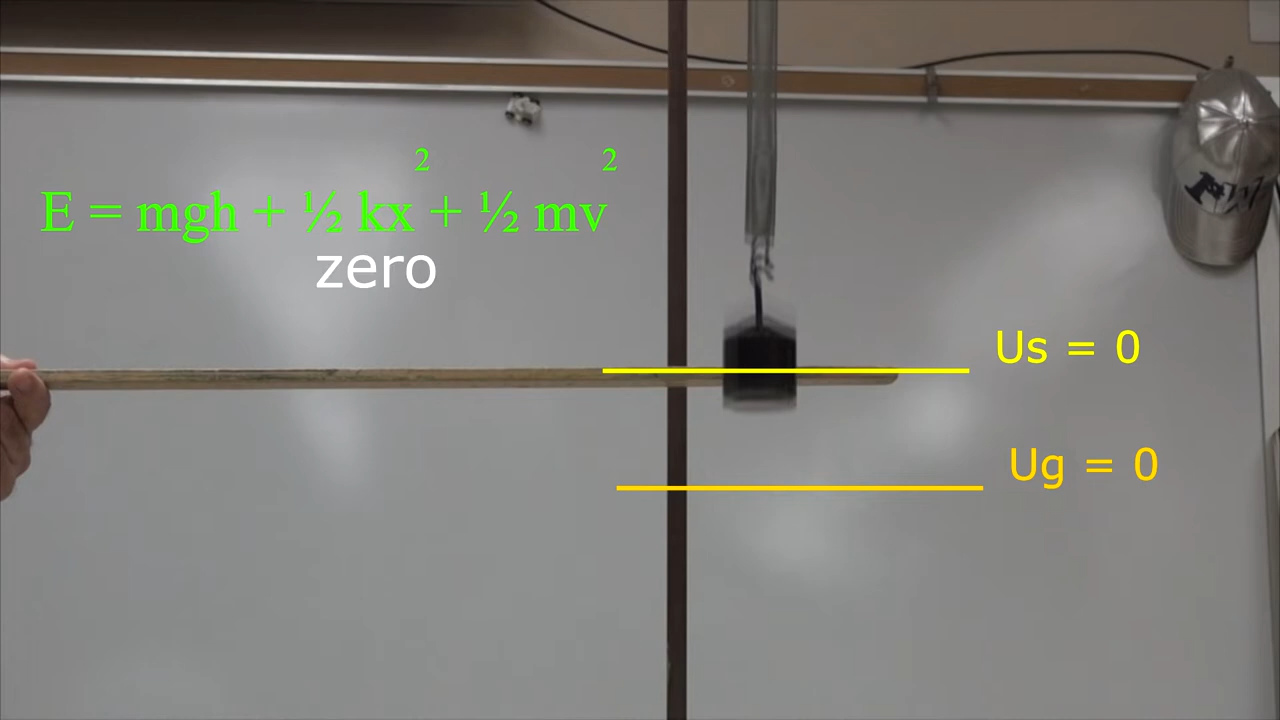 E = mgh + ½ kx² + ½ mv²
zero
Us = 0
Ug = 0